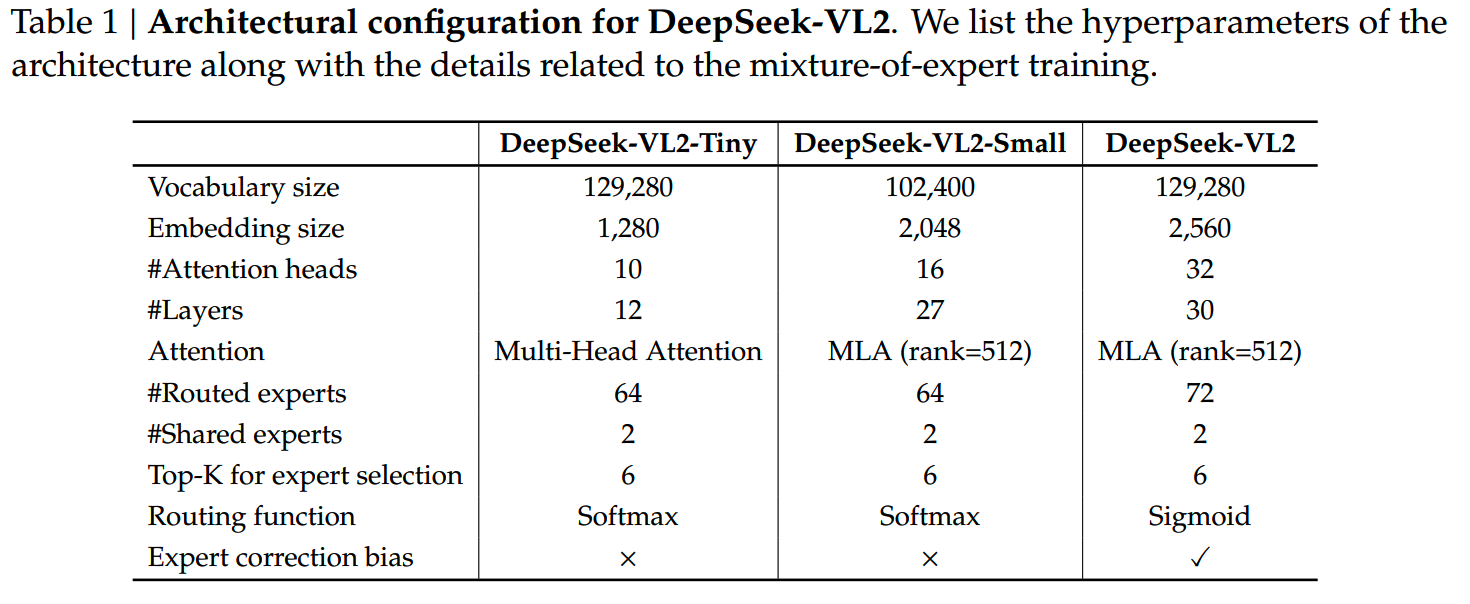 Table 1 | Architectural configuration for DeepSeek-VL2. We list the hyperparameters of the
architecture along with the details related to the mixture-of-expert training.
DeepSeek-VL2-Tiny DeepSeek-VL2-Small DeepSeek-VL2
Vocabulary size 129,280 102,400 129,280
Embedding size 1,280 2,048 2,560
#Attention heads 10 16 32
#Layers 12 27 30
Attention Multi-Head Attention MLA (rank=512) MLA (rank=512)
#Routed experts 64 64 72
#Shared experts 2 2 2
Top-K for expert selection 6 6 6
Routing function Softmax Softmax Sigmoid
Expert correction bias × × ✓